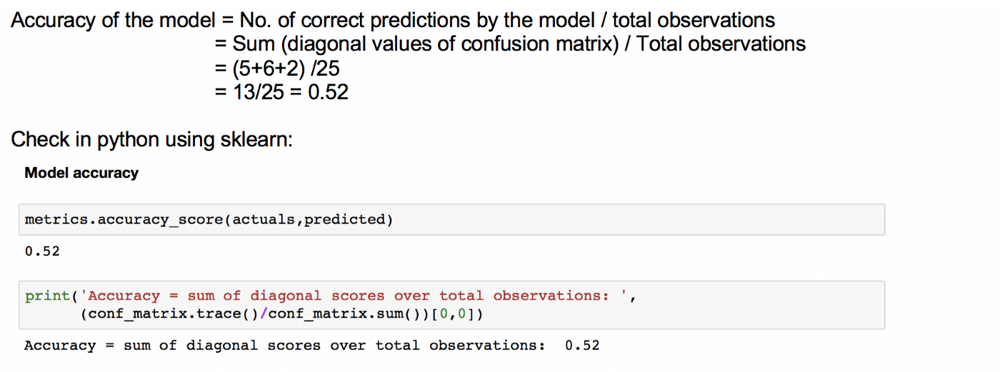 Accuracy of the model = No. of correct predictions by the model / total observations
= Sum (diagonal values of confusion matrix) / Total observations
= (5+6+2) /25
= 13/25 = 0.52
Check in python using sklearn:
Model accuracy
metrics.accuracy_score(actuals,predicted)
0.52
print('Accuracy = sum of diagonal scores over total observations: ',
(conf_matrix.trace()/conf_matrix.sum())[0,0])
Accuracy = sum of diagonal scores over total observations:  0.52